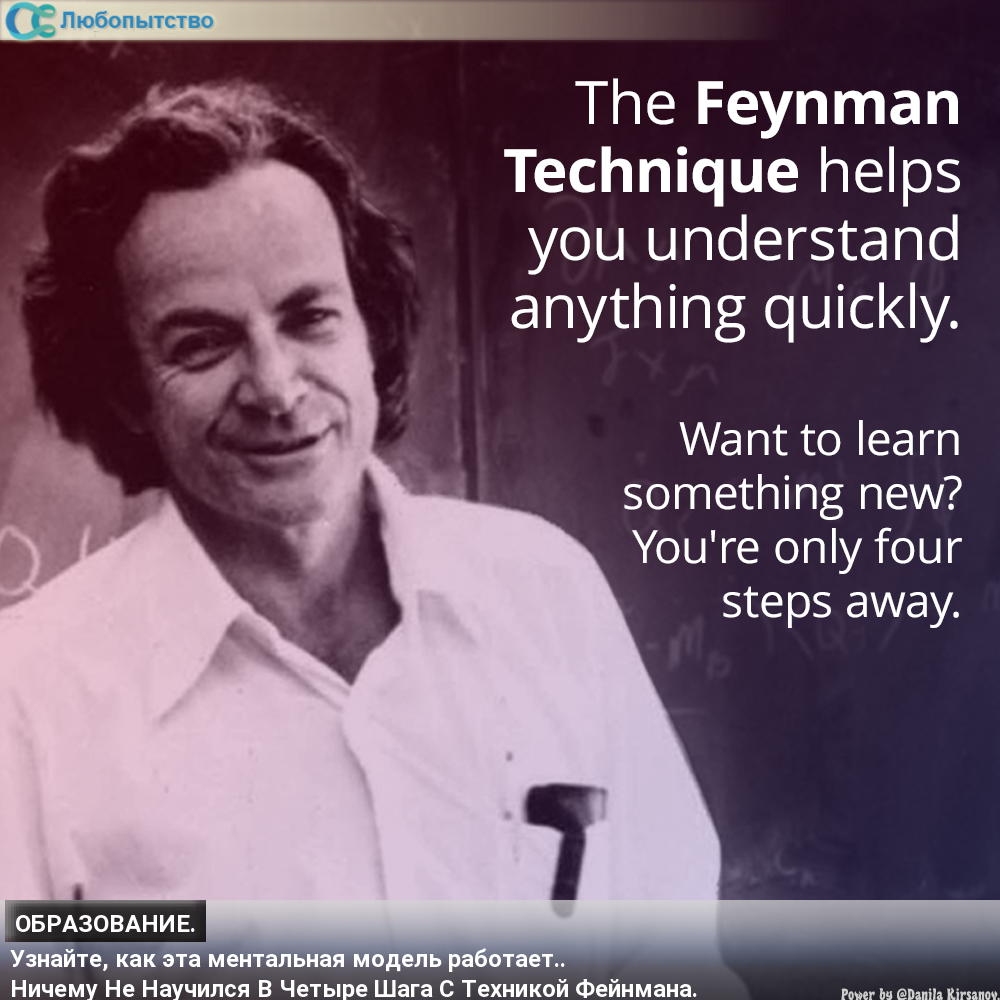 Любопытство
The Feynman
Technique helps
you understand
anything quickly.
Want to learn
something new?
You're only four
steps away.
ОБРАЗОВАНИЕ.
Узнайте, как эта ментальная модель работает..
Ничему Не Научился В Четыре Шага С Техникой Фейнмана.
Power by @Danila Kirsanov